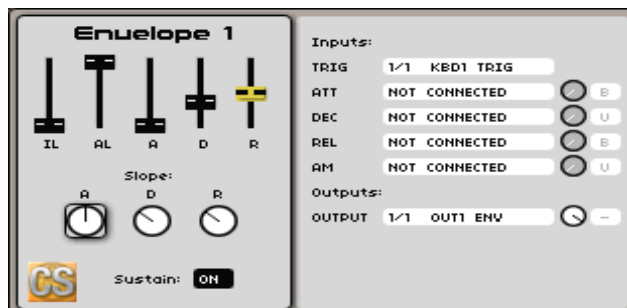 Envelope 1
IL AL A D R
Slope:
A D R
CS
Sustain: ON
Inputs:
TRIG 1/1 KBD1 TRIG
ATT NOT CONNECTED B
DEC NOT CONNECTED U
REL NOT CONNECTED B
AM NOT CONNECTED U
Outputs:
OUTPUT 1/1 OUT1 ENV -